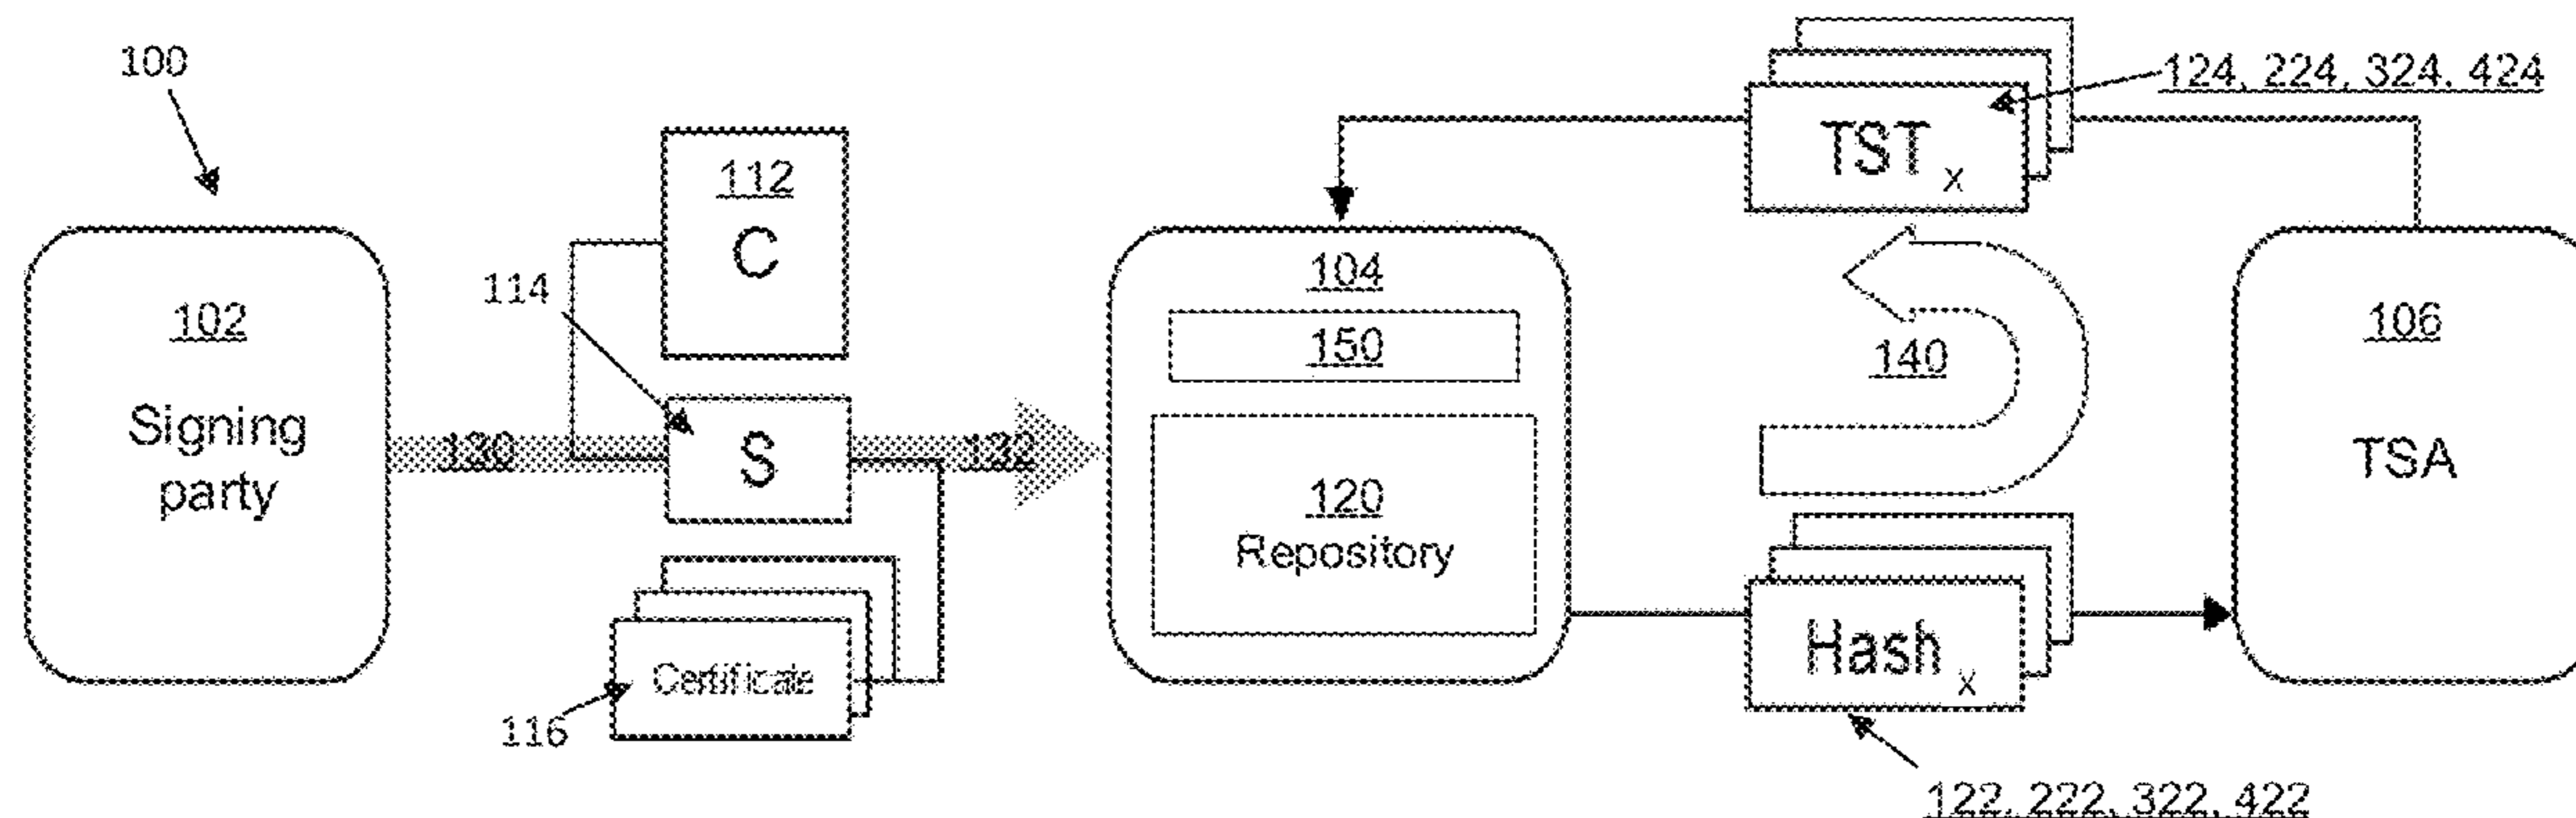 100
102
Signing
party
130
112
C
114
S
132
Certificate
116
104
150
120
Repository
TST x
124, 224, 324, 424
140
Hash x
122, 222, 322, 422
106
TSA